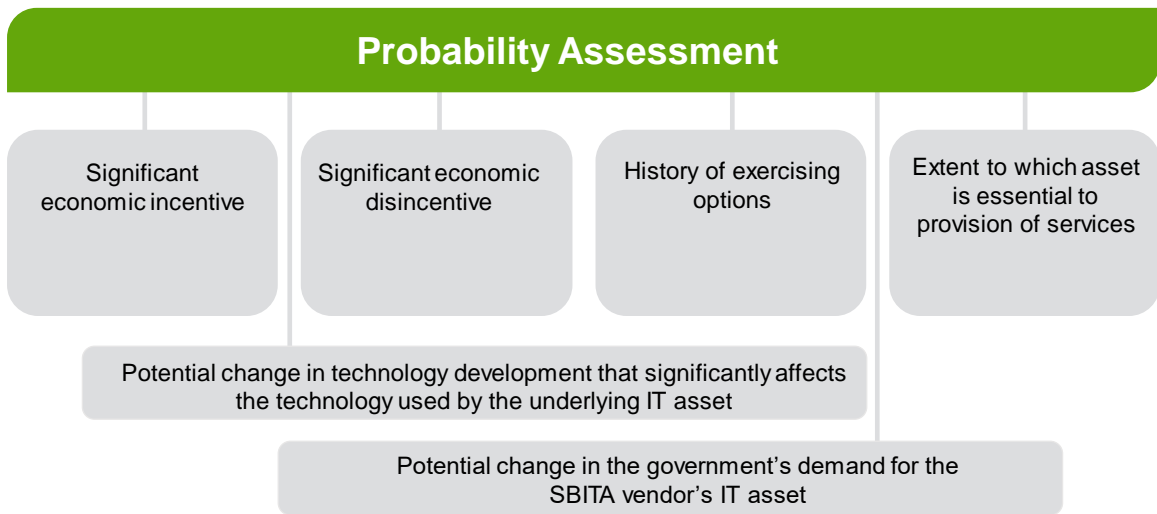 Probability Assessment
Significant
economic incentive
Significant economic
disincentive
History of exercising
options
Extent to which asset
is essential to
provision of services
Potential change in technology development that significantly affects
the technology used by the underlying IT asset
Potential change in the government’s demand for the
SBITA vendor’s IT asset